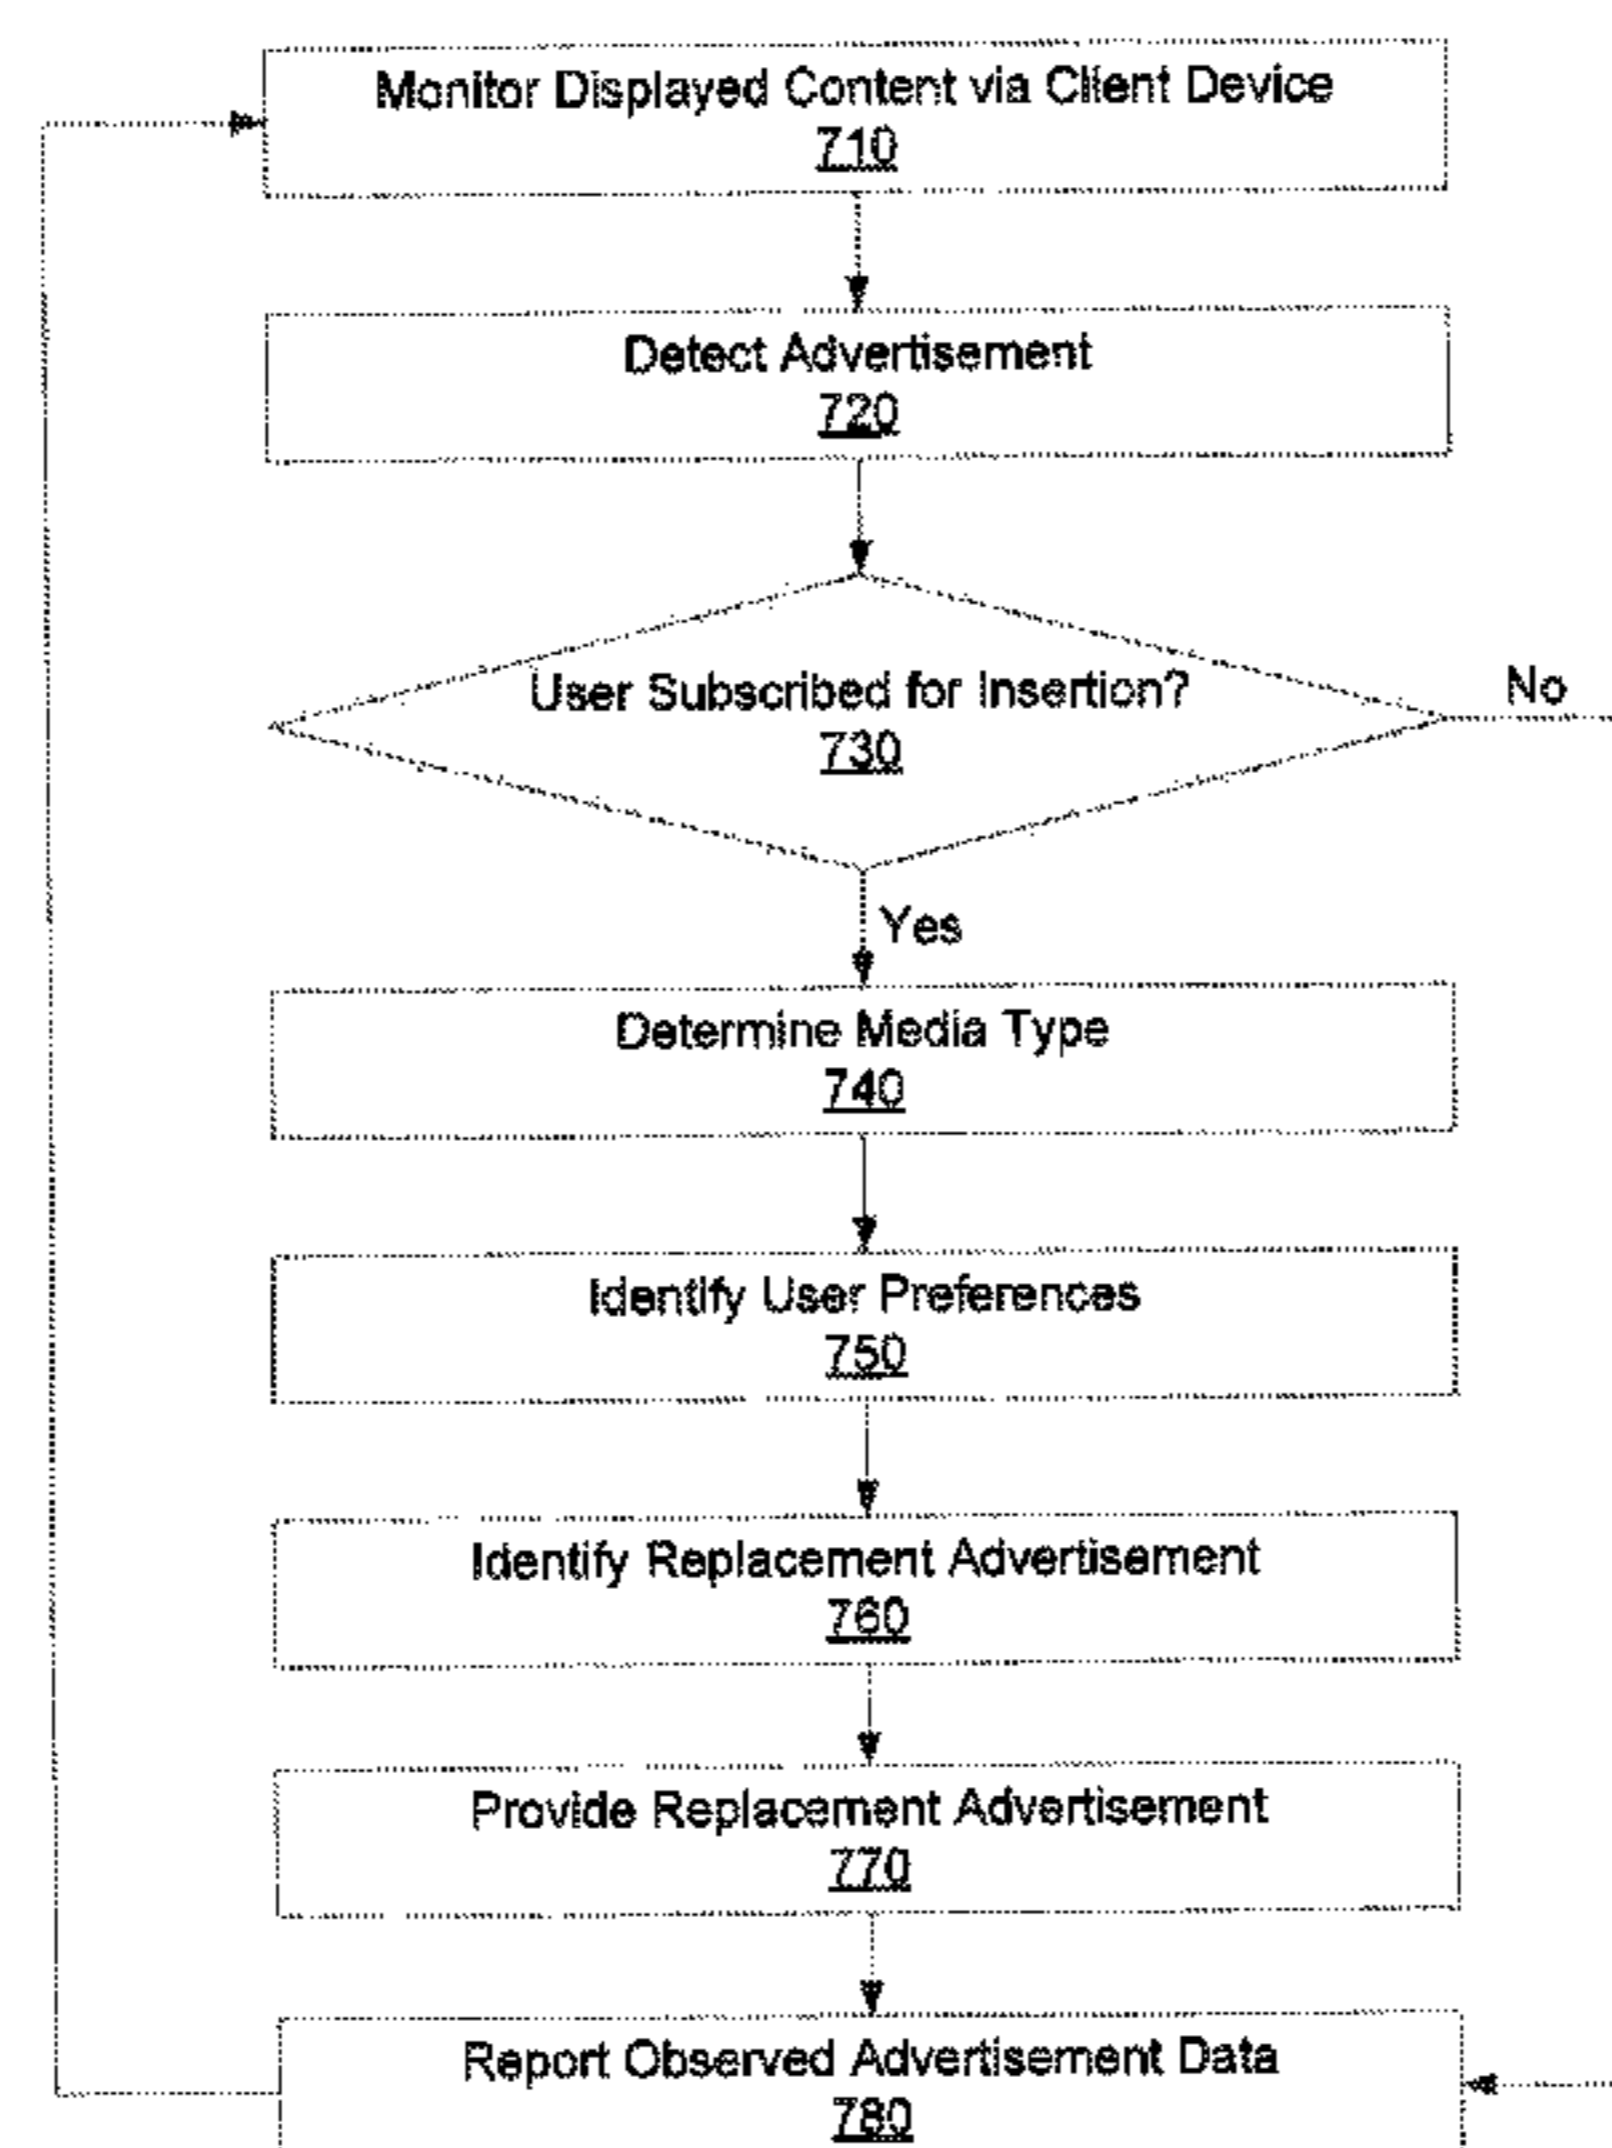 Monitor Displayed Content via Client Device
710
Detect Advertisement
720
User Subscribed for Insertion?
730
No
Yes
Determine Media Type
740
Identify User Preferences
750
Identify Replacement Advertisement
760
Provide Replacement Advertisement
770
Report Observed Advertisement Data
780